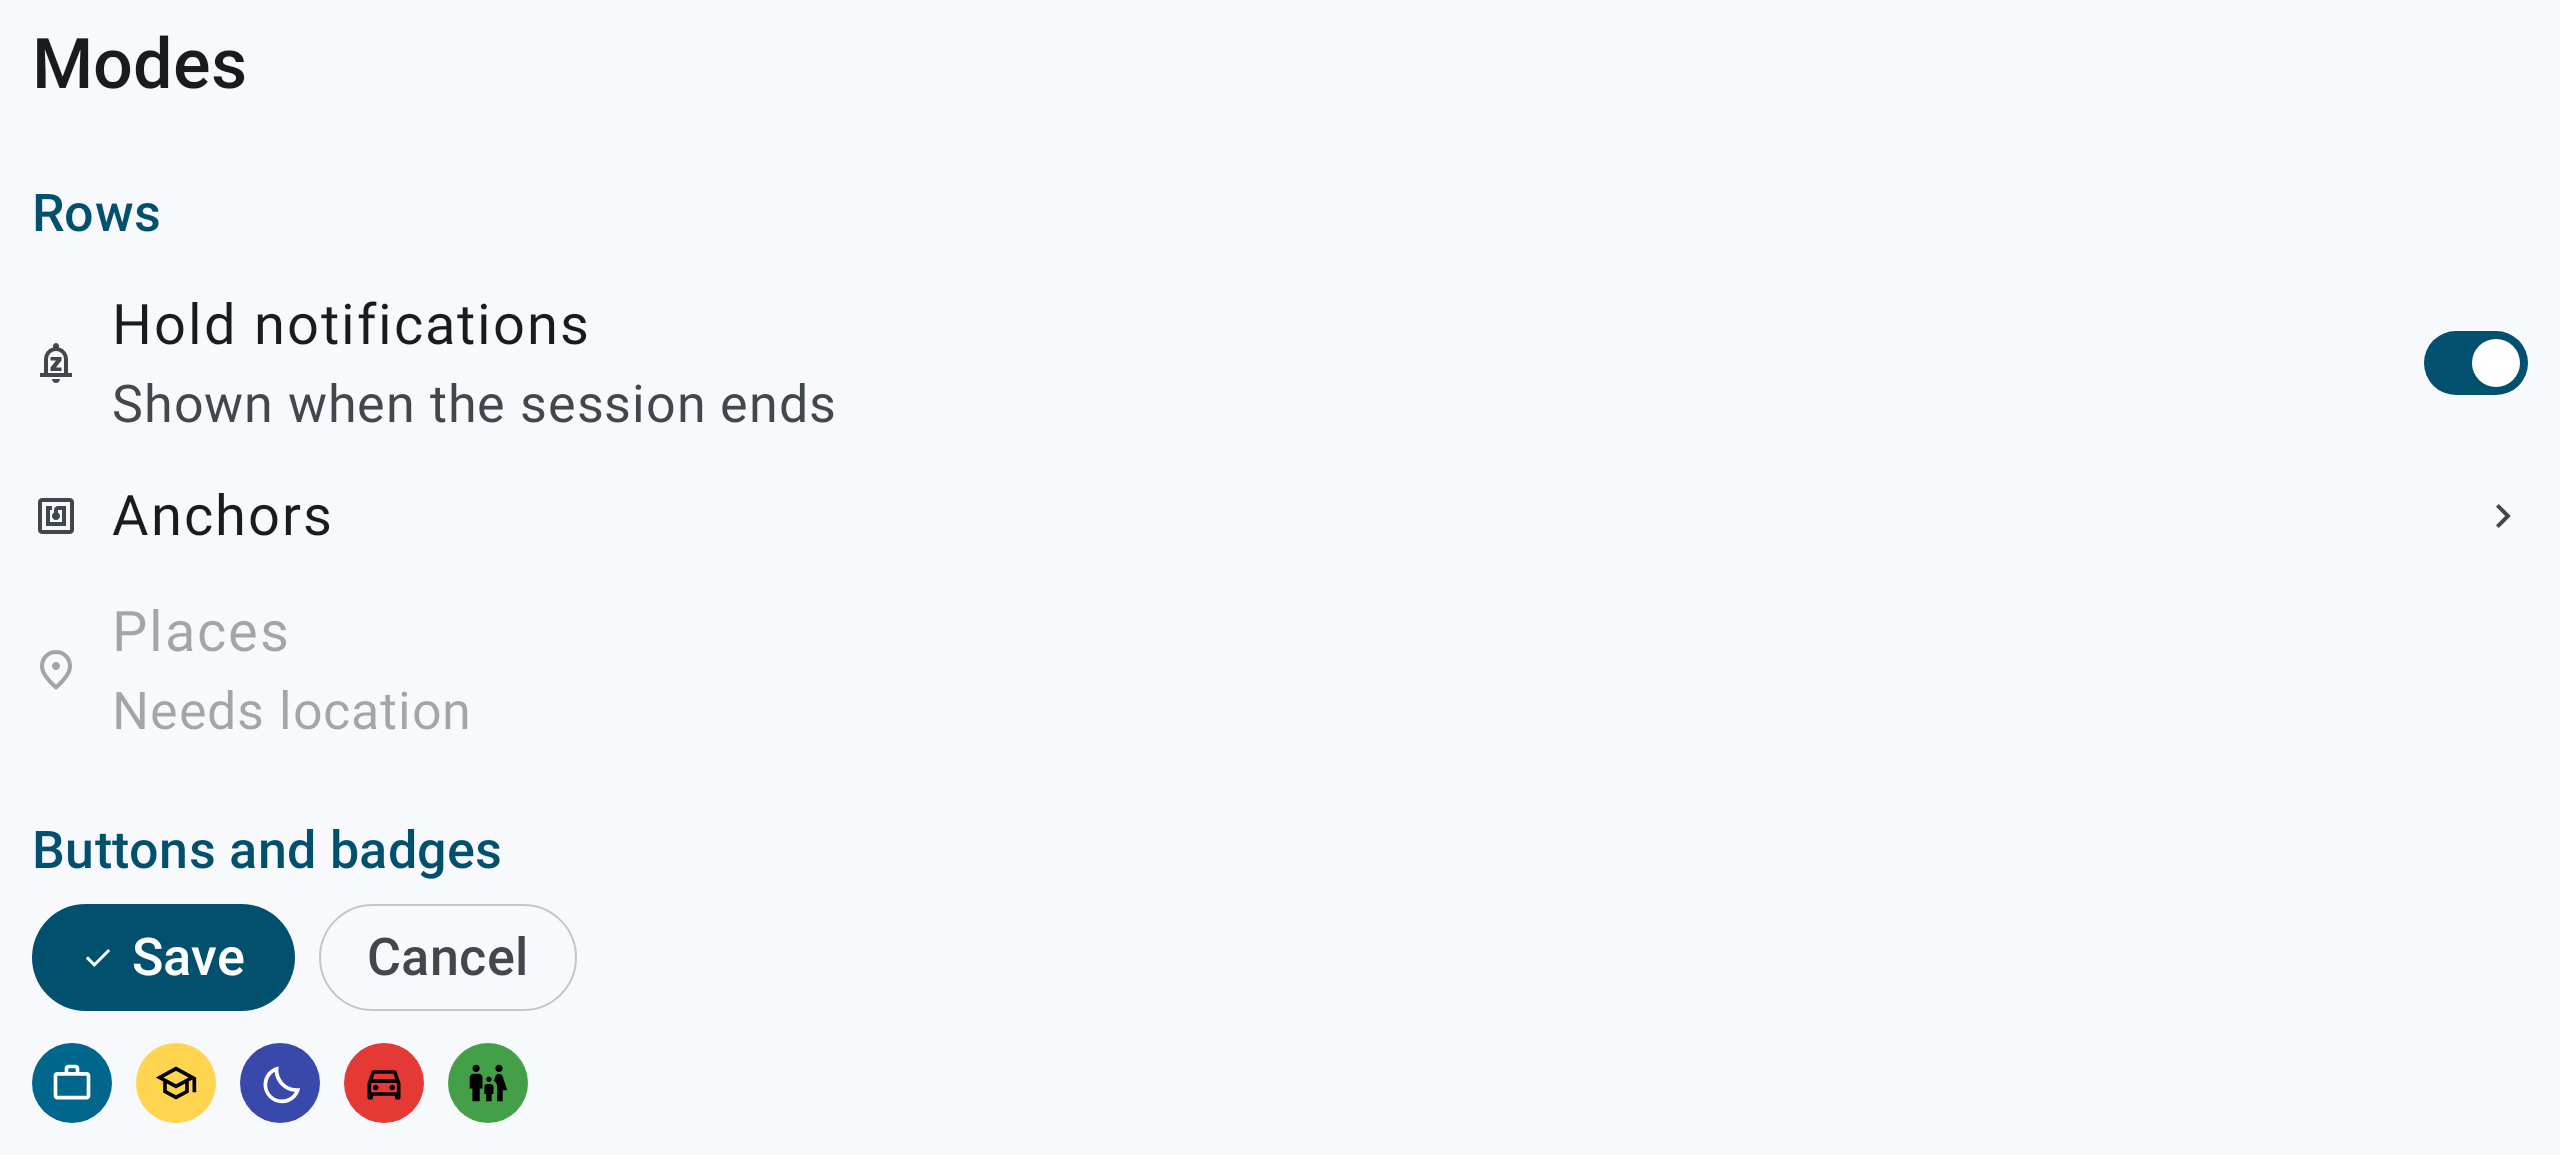 Modes
Rows
Hold notifications
Shown when the session ends
Anchors
Places
Needs location
Buttons and badges
Save
Cancel